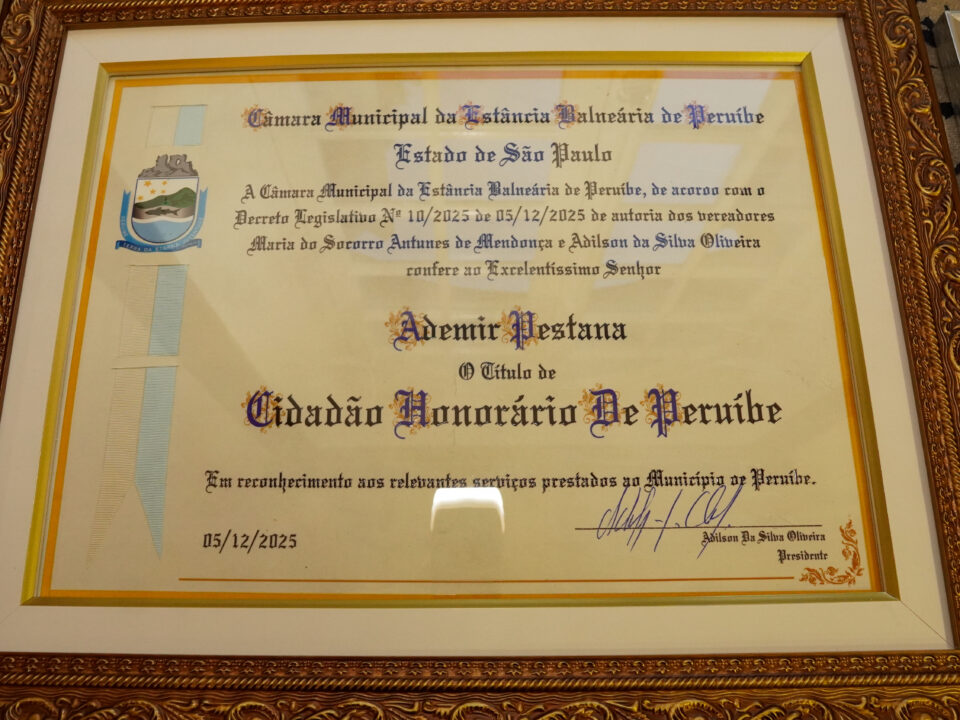 Câmara Municipal da Estância Balneária de Peruíbe
Estado de São Paulo
A Câmara Municipal da Estância Balneária de Peruíbe, de acordo com o
Decreto Legislativo Nº 10/2025 de 05/12/2025 de autoria dos vereadores
Maria do Socorro Antunes de Mendonça e Adilson da Silva Oliveira
confere ao Excelentíssimo Senhor
Ademir Pestana
O Título de
Cidadão Honorário De Peruíbe
Em reconhecimento aos relevantes serviços prestados ao Município de Peruíbe.
05/12/2025
Adilson Da Silva Oliveira
Presidente